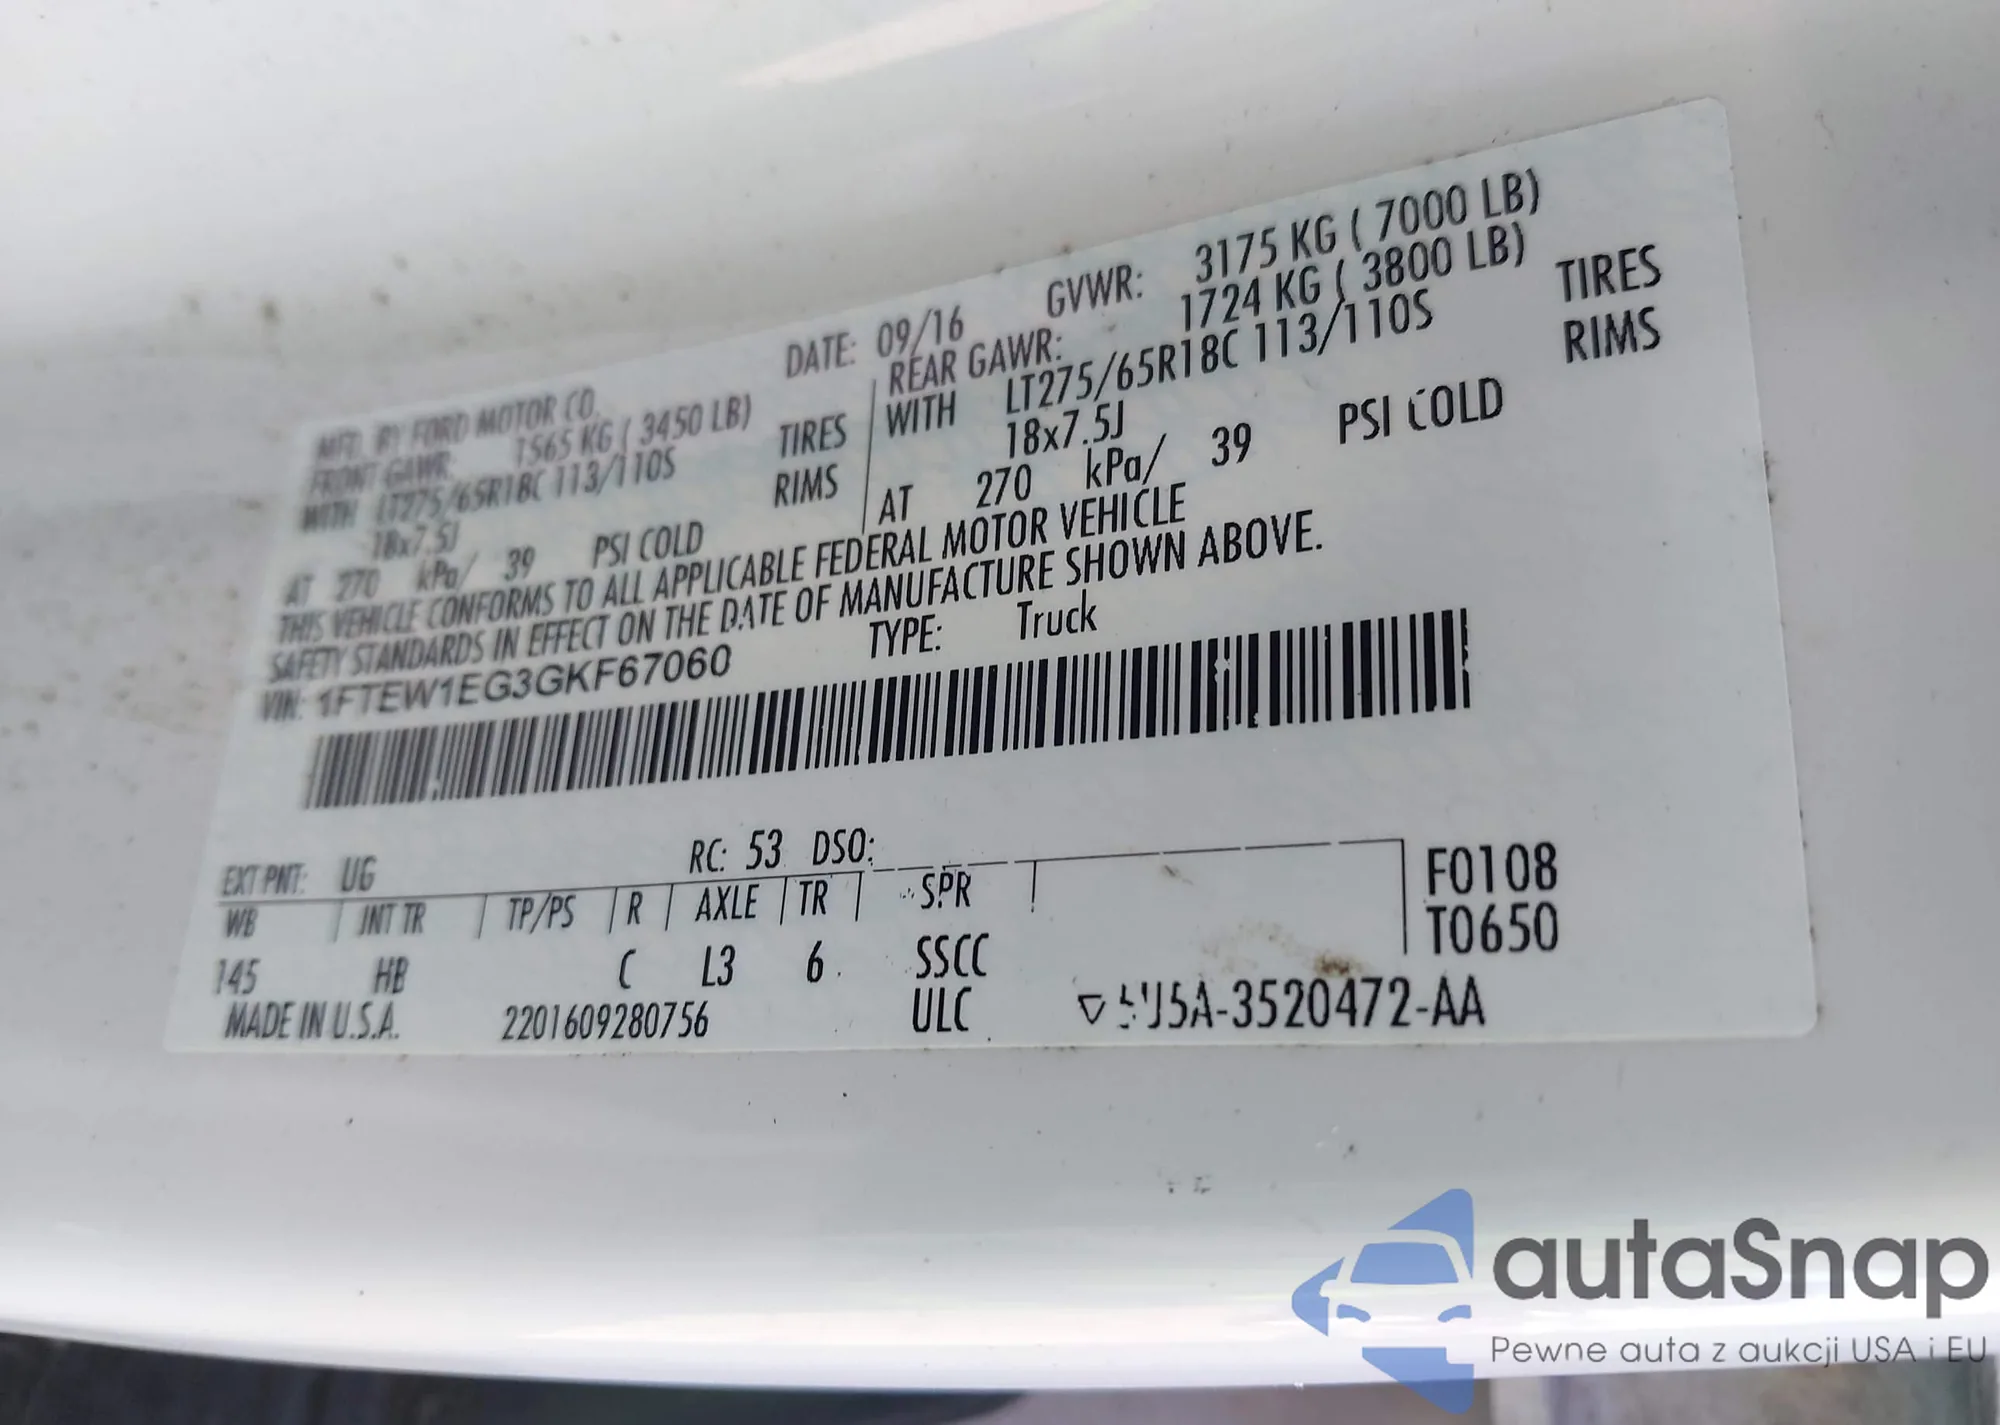 MFD. BY FORD MOTOR CO.
DATE: 09/16
GVWR: 3175 KG ( 7000 LB)
FRONT GAWR: 1565 KG ( 3450 LB)
REAR GAWR: 1724 KG ( 3800 LB)
WITH LT275/65R18C 113/110S TIRES
WITH LT275/65R18C 113/110S TIRES
18x7.5J RIMS
18x7.5J RIMS
AT 270 kPa/ 39 PSI COLD
AT 270 kPa/ 39 PSI COLD
THIS VEHICLE CONFORMS TO ALL APPLICABLE FEDERAL MOTOR VEHICLE
SAFETY STANDARDS IN EFFECT ON THE DATE OF MANUFACTURE SHOWN ABOVE.
VIN: 1FTEW1EG3GKF67060
TYPE: Truck
EXT PNT: UG RC: 53 DSO:
WB INT TR TP/PS R AXLE TR SPR
145 HB C L3 6 SSCC
F0108
T0650
MADE IN U.S.A. 2201609280756 ULC
U5A-3520472-AA
autaSnap
Pewne auta z aukcji USA i EU